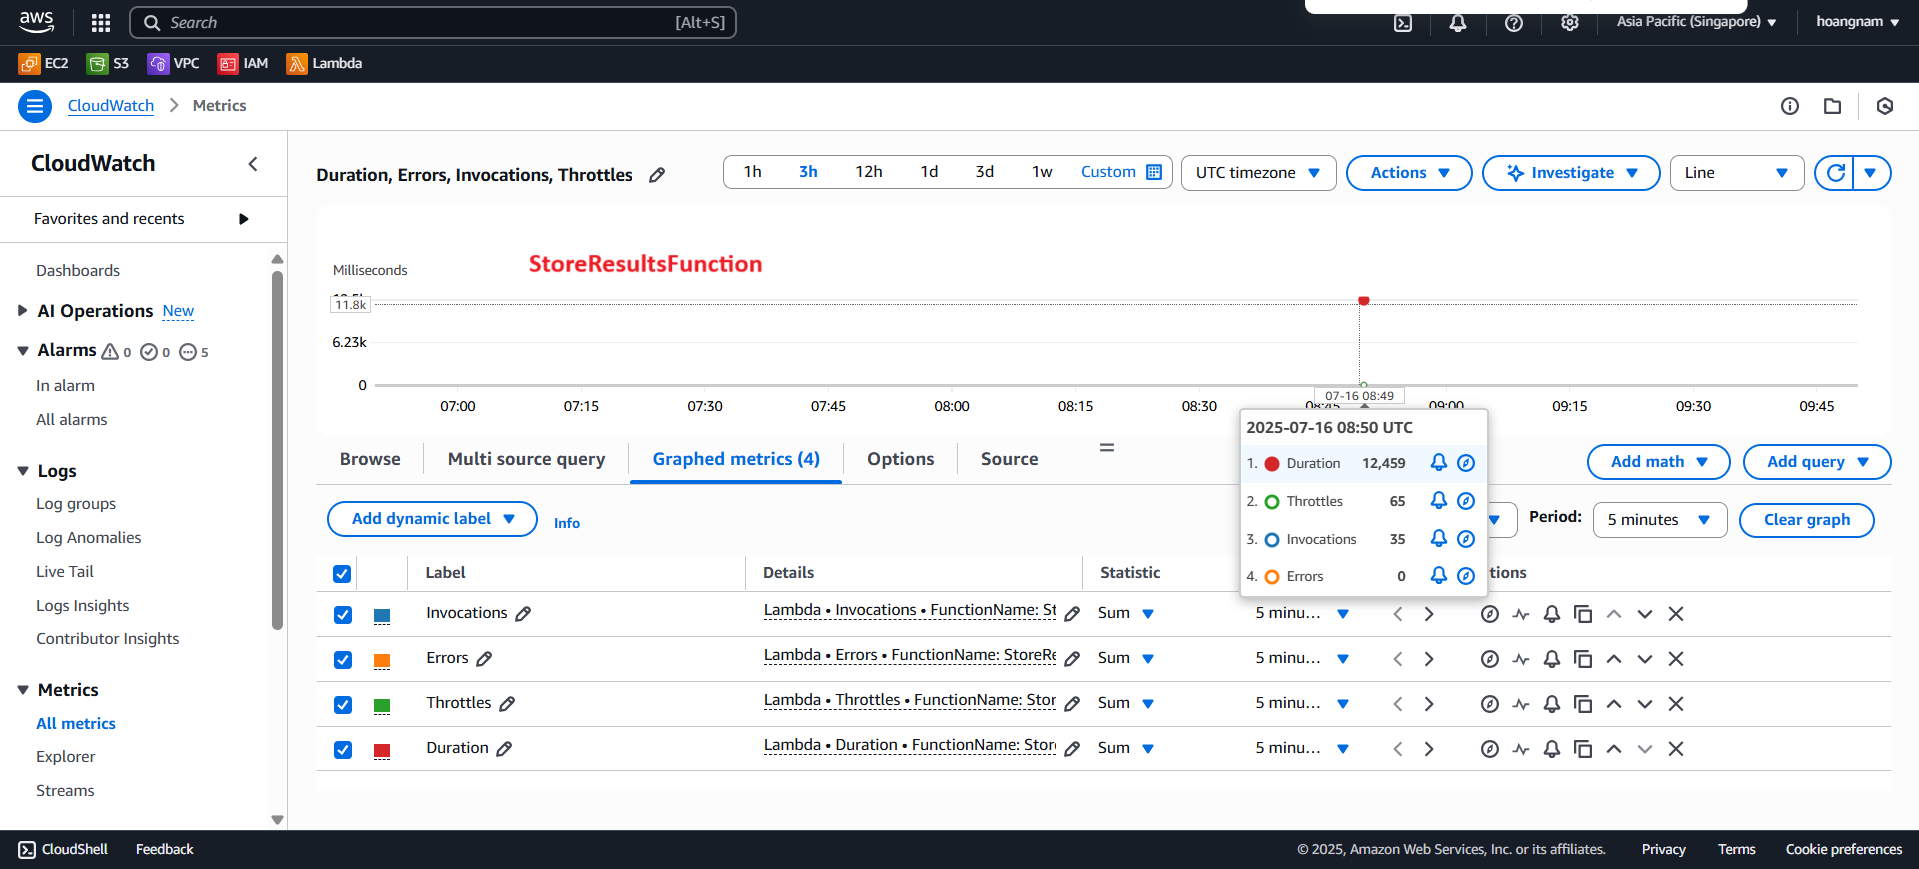 aws
Search [Alt+S]
Asia Pacific (Singapore)
hoangnam
EC2 S3 VPC IAM Lambda
CloudWatch > Metrics
CloudWatch
Favorites and recents
Dashboards
AI Operations New
Alarms 0 0 5
In alarm
All alarms
Logs
Log groups
Log Anomalies
Live Tail
Logs Insights
Contributor Insights
Metrics
All metrics
Explorer
Streams
Duration, Errors, Invocations, Throttles
1h 3h 12h 1d 3d 1w Custom
UTC timezone
Actions
Investigate
Line
Milliseconds
StoreResultsFunction
11.8k
6.23k
0
07:00 07:15 07:30 07:45 08:00 08:15 08:30 08:45 09:00 09:15 09:30 09:45
07-16 08:49
2025-07-16 08:50 UTC
1. Duration 12,459
2. Throttles 65
3. Invocations 35
4. Errors 0
Browse
Multi source query
Graphed metrics (4)
Options
Source
Add math
Add query
Add dynamic label
Info
Period:
5 minutes
Clear graph
Label Details Statistic
Invocations Lambda • Invocations • FunctionName: St Sum 5 minu...
Errors Lambda • Errors • FunctionName: StoreRe Sum 5 minu...
Throttles Lambda • Throttles • FunctionName: Stor Sum 5 minu...
Duration Lambda • Duration • FunctionName: Store Sum 5 minu...
CloudShell Feedback
© 2025, Amazon Web Services, Inc. or its affiliates. Privacy Terms Cookie preferences